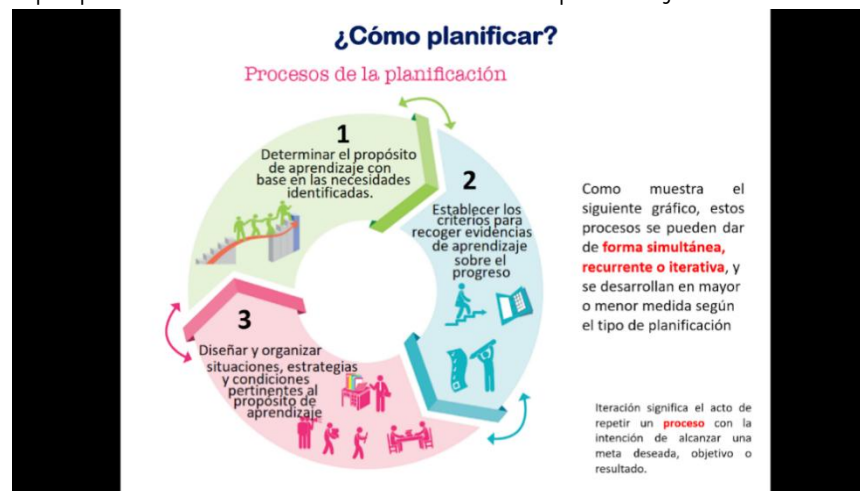 ¿Cómo planificar?
Procesos de la planificación
1
Determinar el propósito
de aprendizaje con
base en las necesidades
identificadas.
2
Establecer los
criterios para
recoger evidencias
de aprendizaje
sobre el
progreso
3
Diseñar y organizar
situaciones, estrategias
y condiciones
pertinentes al
propósito de
aprendizaje
Como muestra el
siguiente gráfico, estos
procesos se pueden dar
de forma simultánea,
recurrente o iterativa, y
se desarrollan en mayor
o menor medida según
el tipo de planificación
Iteración significa el acto de
repetir un proceso con la
intención de alcanzar una
meta deseada, objetivo o
resultado.